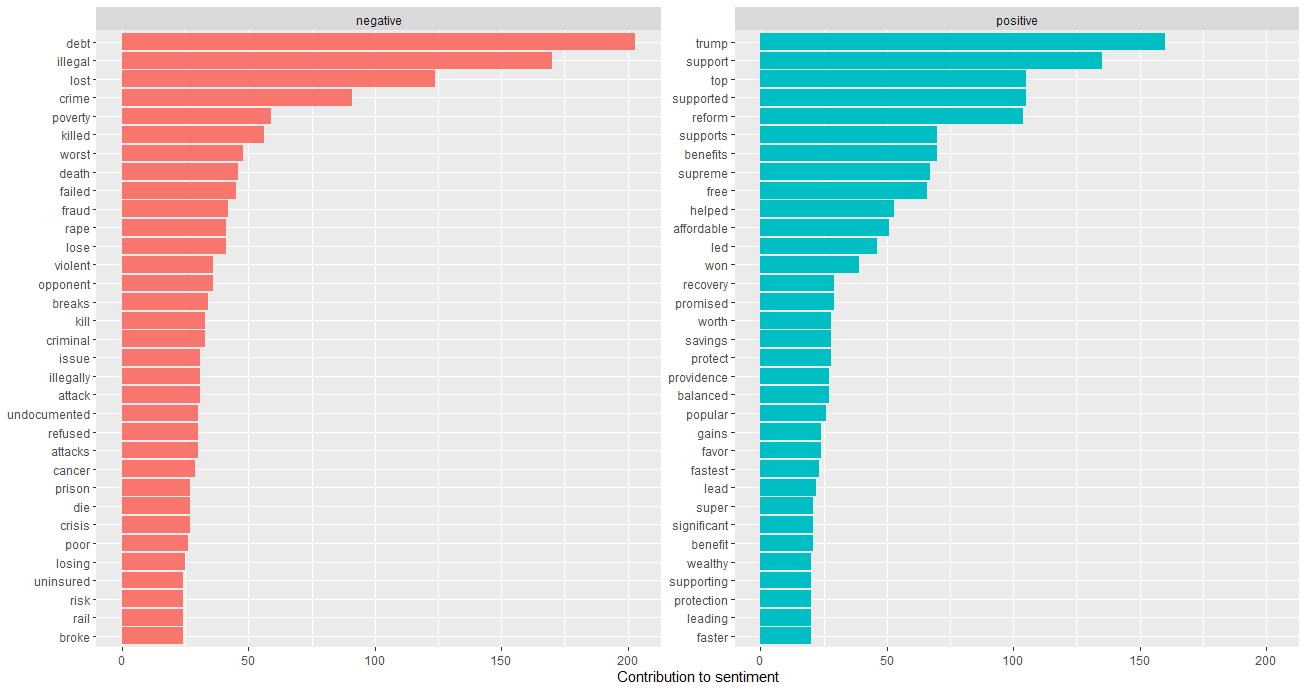 negative
debt
illegal
lost
crime
poverty
killed
worst
death
failed
fraud
rape
lose
violent
opponent
breaks
kill
criminal
issue
illegally
attack
undocumented
refused
attacks
cancer
prison
die
crisis
poor
losing
uninsured
risk
rail
broke
0 50 100 150 200
positive
trump
support
top
supported
reform
supports
benefits
supreme
free
helped
affordable
led
won
recovery
promised
worth
savings
protect
providence
balanced
popular
gains
favor
fastest
lead
super
significant
benefit
wealthy
supporting
protection
leading
faster
0 50 100 150 200
Contribution to sentiment